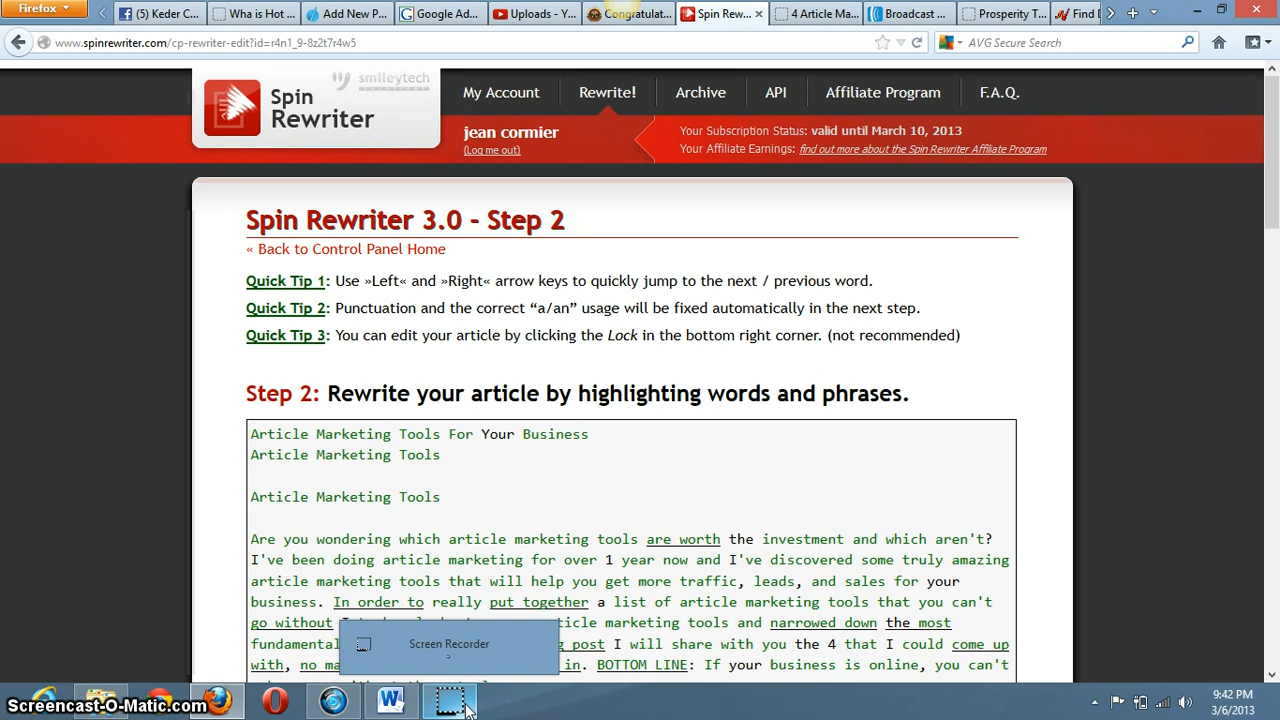 Firefox
(5) Keder C...
Wha is Hot ...
Add New P...
Google Ad...
Uploads - Y...
Congratulat...
Spin Rew...
4 Article Ma...
Broadcast ...
Prosperity T...
Find
www.spinrewriter.com/cp-rewriter-edit?id=r4n1_9-8z2t7r4w5
AVG Secure Search
Spin
Rewriter
smileytech
SOLUTIONS
My Account
Rewrite!
Archive
API
Affiliate Program
F.A.Q.
jean cormier
(Log me out)
Your Subscription Status: valid until March 10, 2013
Your Affiliate Earnings: find out more about the Spin Rewriter Affiliate Program
Spin Rewriter 3.0 - Step 2
« Back to Control Panel Home
Quick Tip 1: Use »Left« and »Right« arrow keys to quickly jump to the next / previous word.
Quick Tip 2: Punctuation and the correct “a/an” usage will be fixed automatically in the next step.
Quick Tip 3: You can edit your article by clicking the Lock in the bottom right corner. (not recommended)
Step 2: Rewrite your article by highlighting words and phrases.
Article Marketing Tools For Your Business
Article Marketing Tools
Article Marketing Tools
Are you wondering which article marketing tools are worth the investment and which aren't?
I've been doing article marketing for over 1 year now and I've discovered some truly amazing
article marketing tools that will help you get more traffic, leads, and sales for your
business. In order to really put together a list of article marketing tools that you can't
go without I marketing tools and narrowed down the most
fundamental post I will share with you the 4 that I could come up
with, no in. BOTTOM LINE: If your business is online, you can't
Screen Recorder
Screencast-O-Matic.com
9:42 PM
3/6/2013